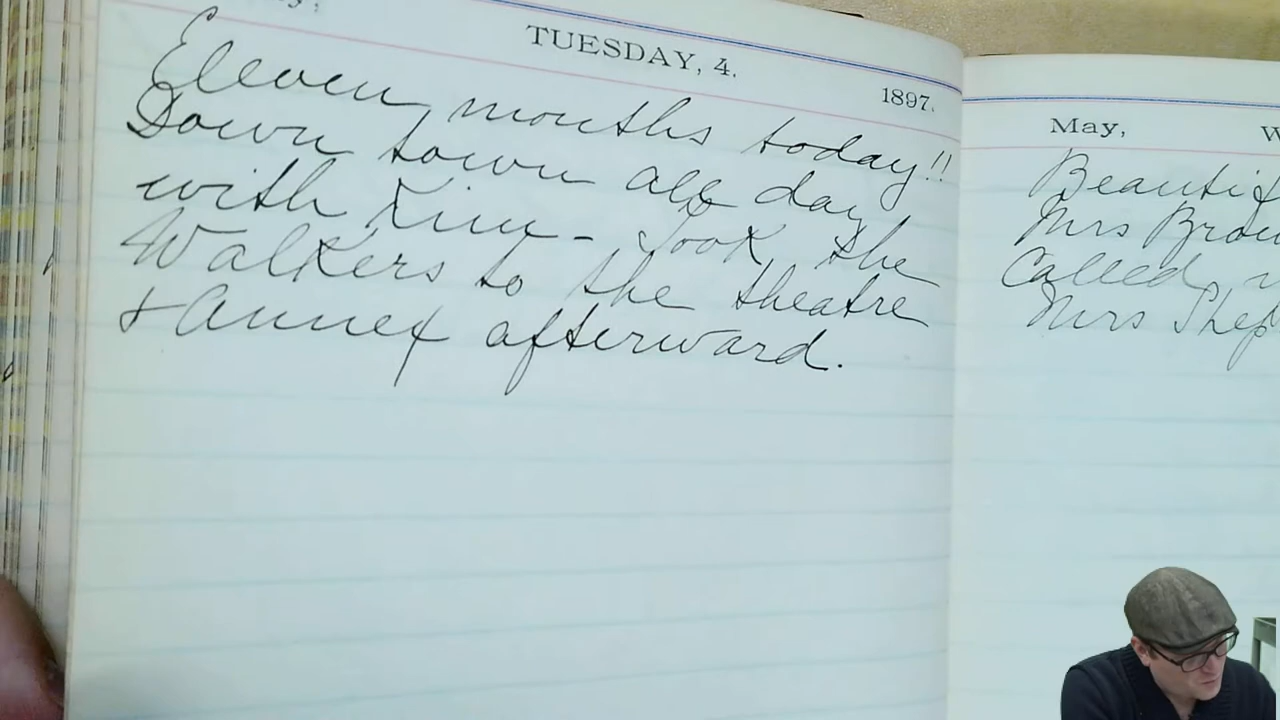 TUESDAY, 4.
1897.
Eleven months today!!
Down town all day
with Kim - Took the
Walkers to the theatre
& Annex afterward.
May,
Beautif
Mrs Brow
Called
Mrs Shep